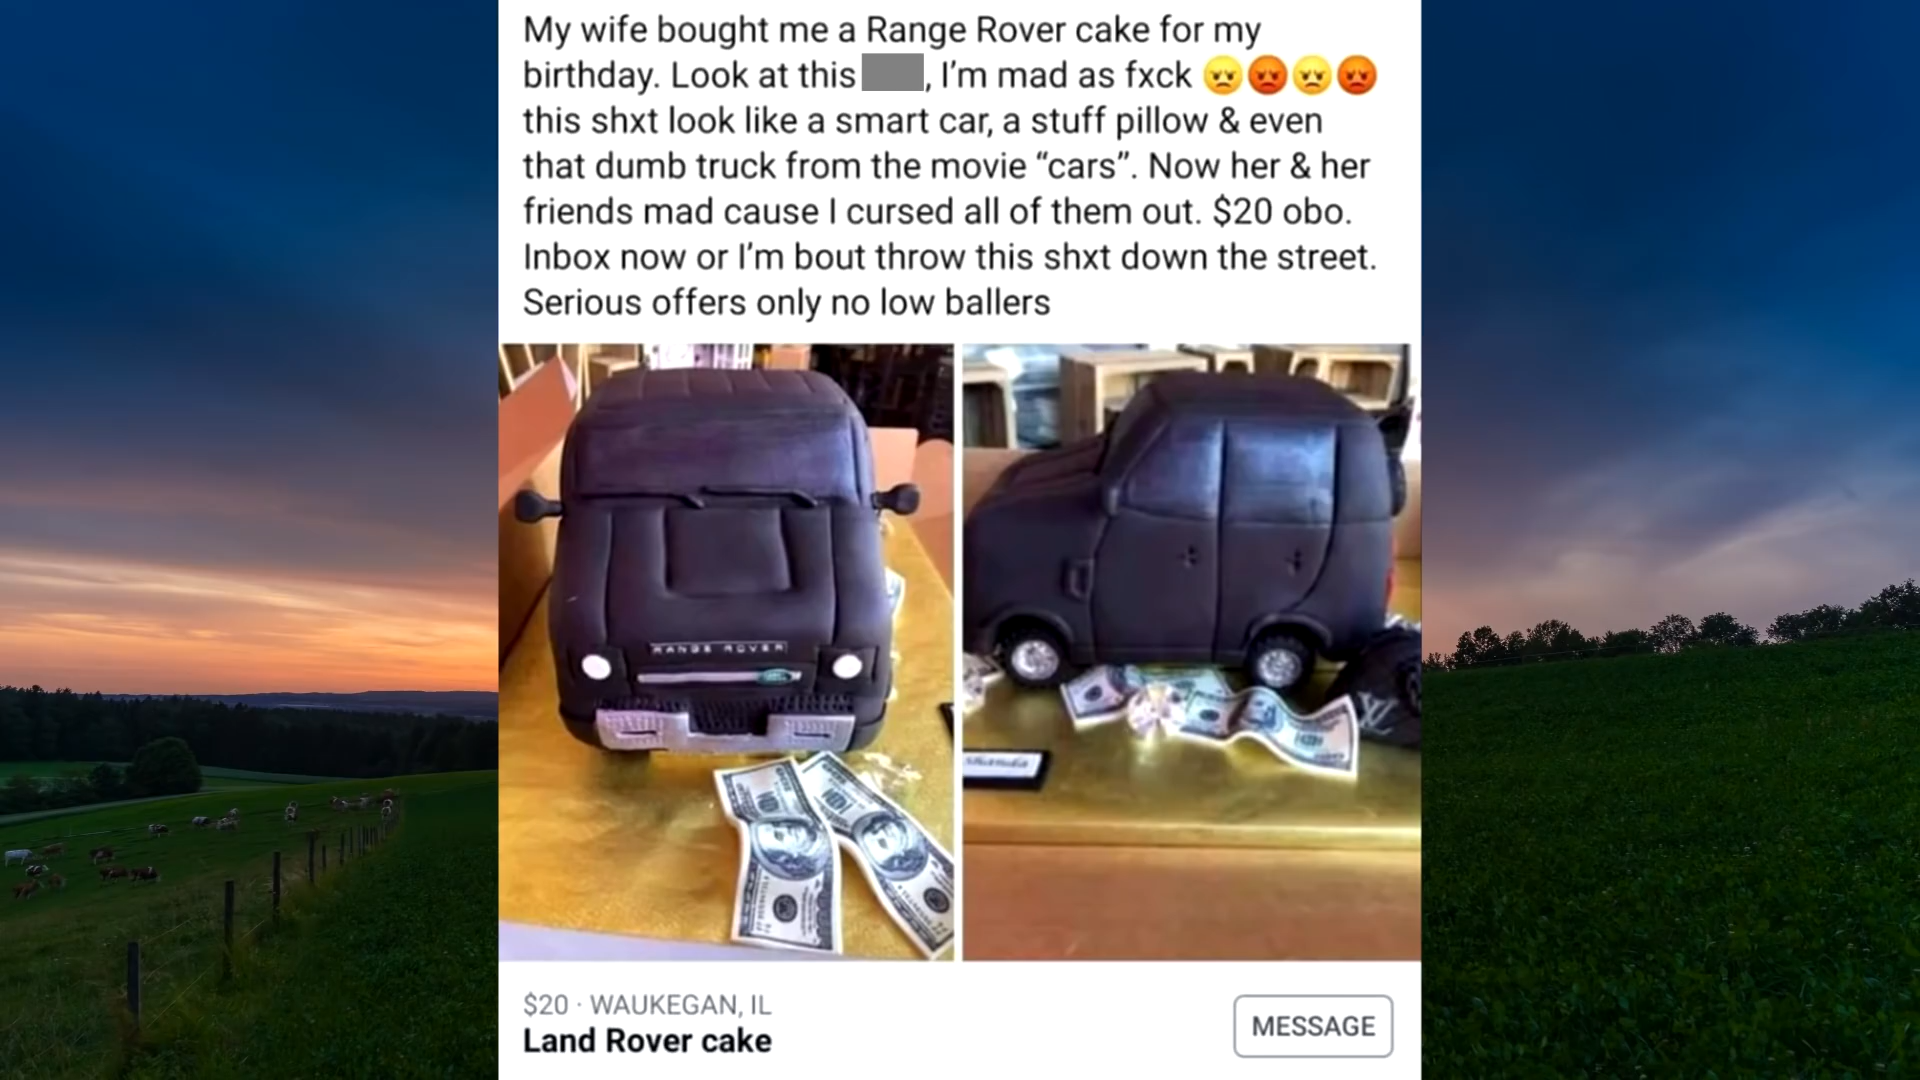 My wife bought me a Range Rover cake for my
birthday. Look at this , I'm mad as fxck 😠😡😠😡
this shxt look like a smart car, a stuff pillow & even
that dumb truck from the movie “cars”. Now her & her
friends mad cause I cursed all of them out. $20 obo.
Inbox now or I'm bout throw this shxt down the street.
Serious offers only no low ballers
RANGE ROVER
LV
$20 · WAUKEGAN, IL
Land Rover cake
MESSAGE